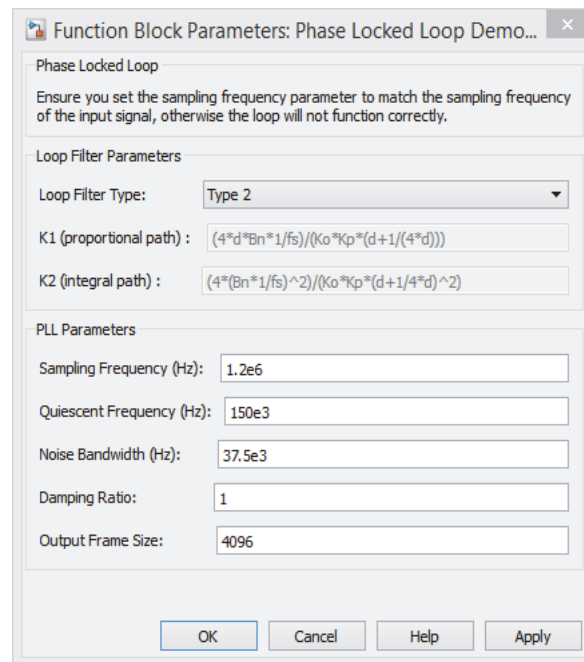 Function Block Parameters: Phase Locked Loop Demo...
Phase Locked Loop
Ensure you set the sampling frequency parameter to match the sampling frequency
of the input signal, otherwise the loop will not function correctly.
Loop Filter Parameters
Loop Filter Type: Type 2
K1 (proportional path) : (4*d*Bn*1/fs)/(Ko*Kp*(d+1/(4*d)))
K2 (integral path) : (4*(Bn*1/fs)^2)/(Ko*Kp*(d+1/4*d)^2)
PLL Parameters
Sampling Frequency (Hz): 1.2e6
Quiescent Frequency (Hz): 150e3
Noise Bandwidth (Hz): 37.5e3
Damping Ratio: 1
Output Frame Size: 4096
OK Cancel Help Apply